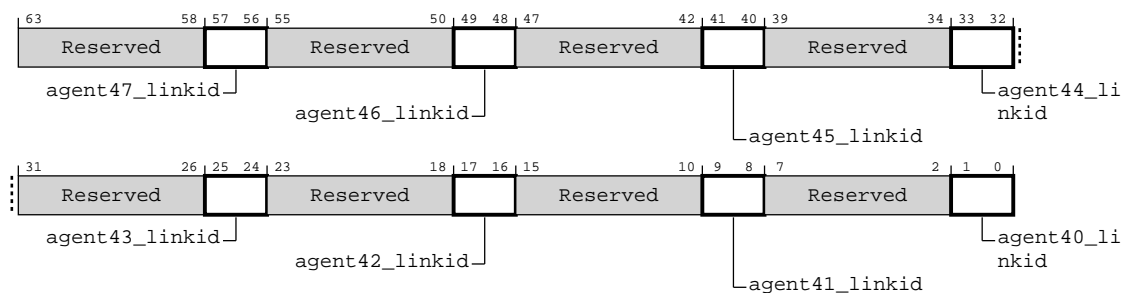 63 58 57 56 55 50 49 48 47 42 41 40 39 34 33 32
Reserved Reserved Reserved Reserved
agent47_linkid
agent46_linkid
agent45_linkid
agent44_li
nkid
31 26 25 24 23 18 17 16 15 10 9 8 7 2 1 0
Reserved Reserved Reserved Reserved
agent43_linkid
agent42_linkid
agent41_linkid
agent40_li
nkid